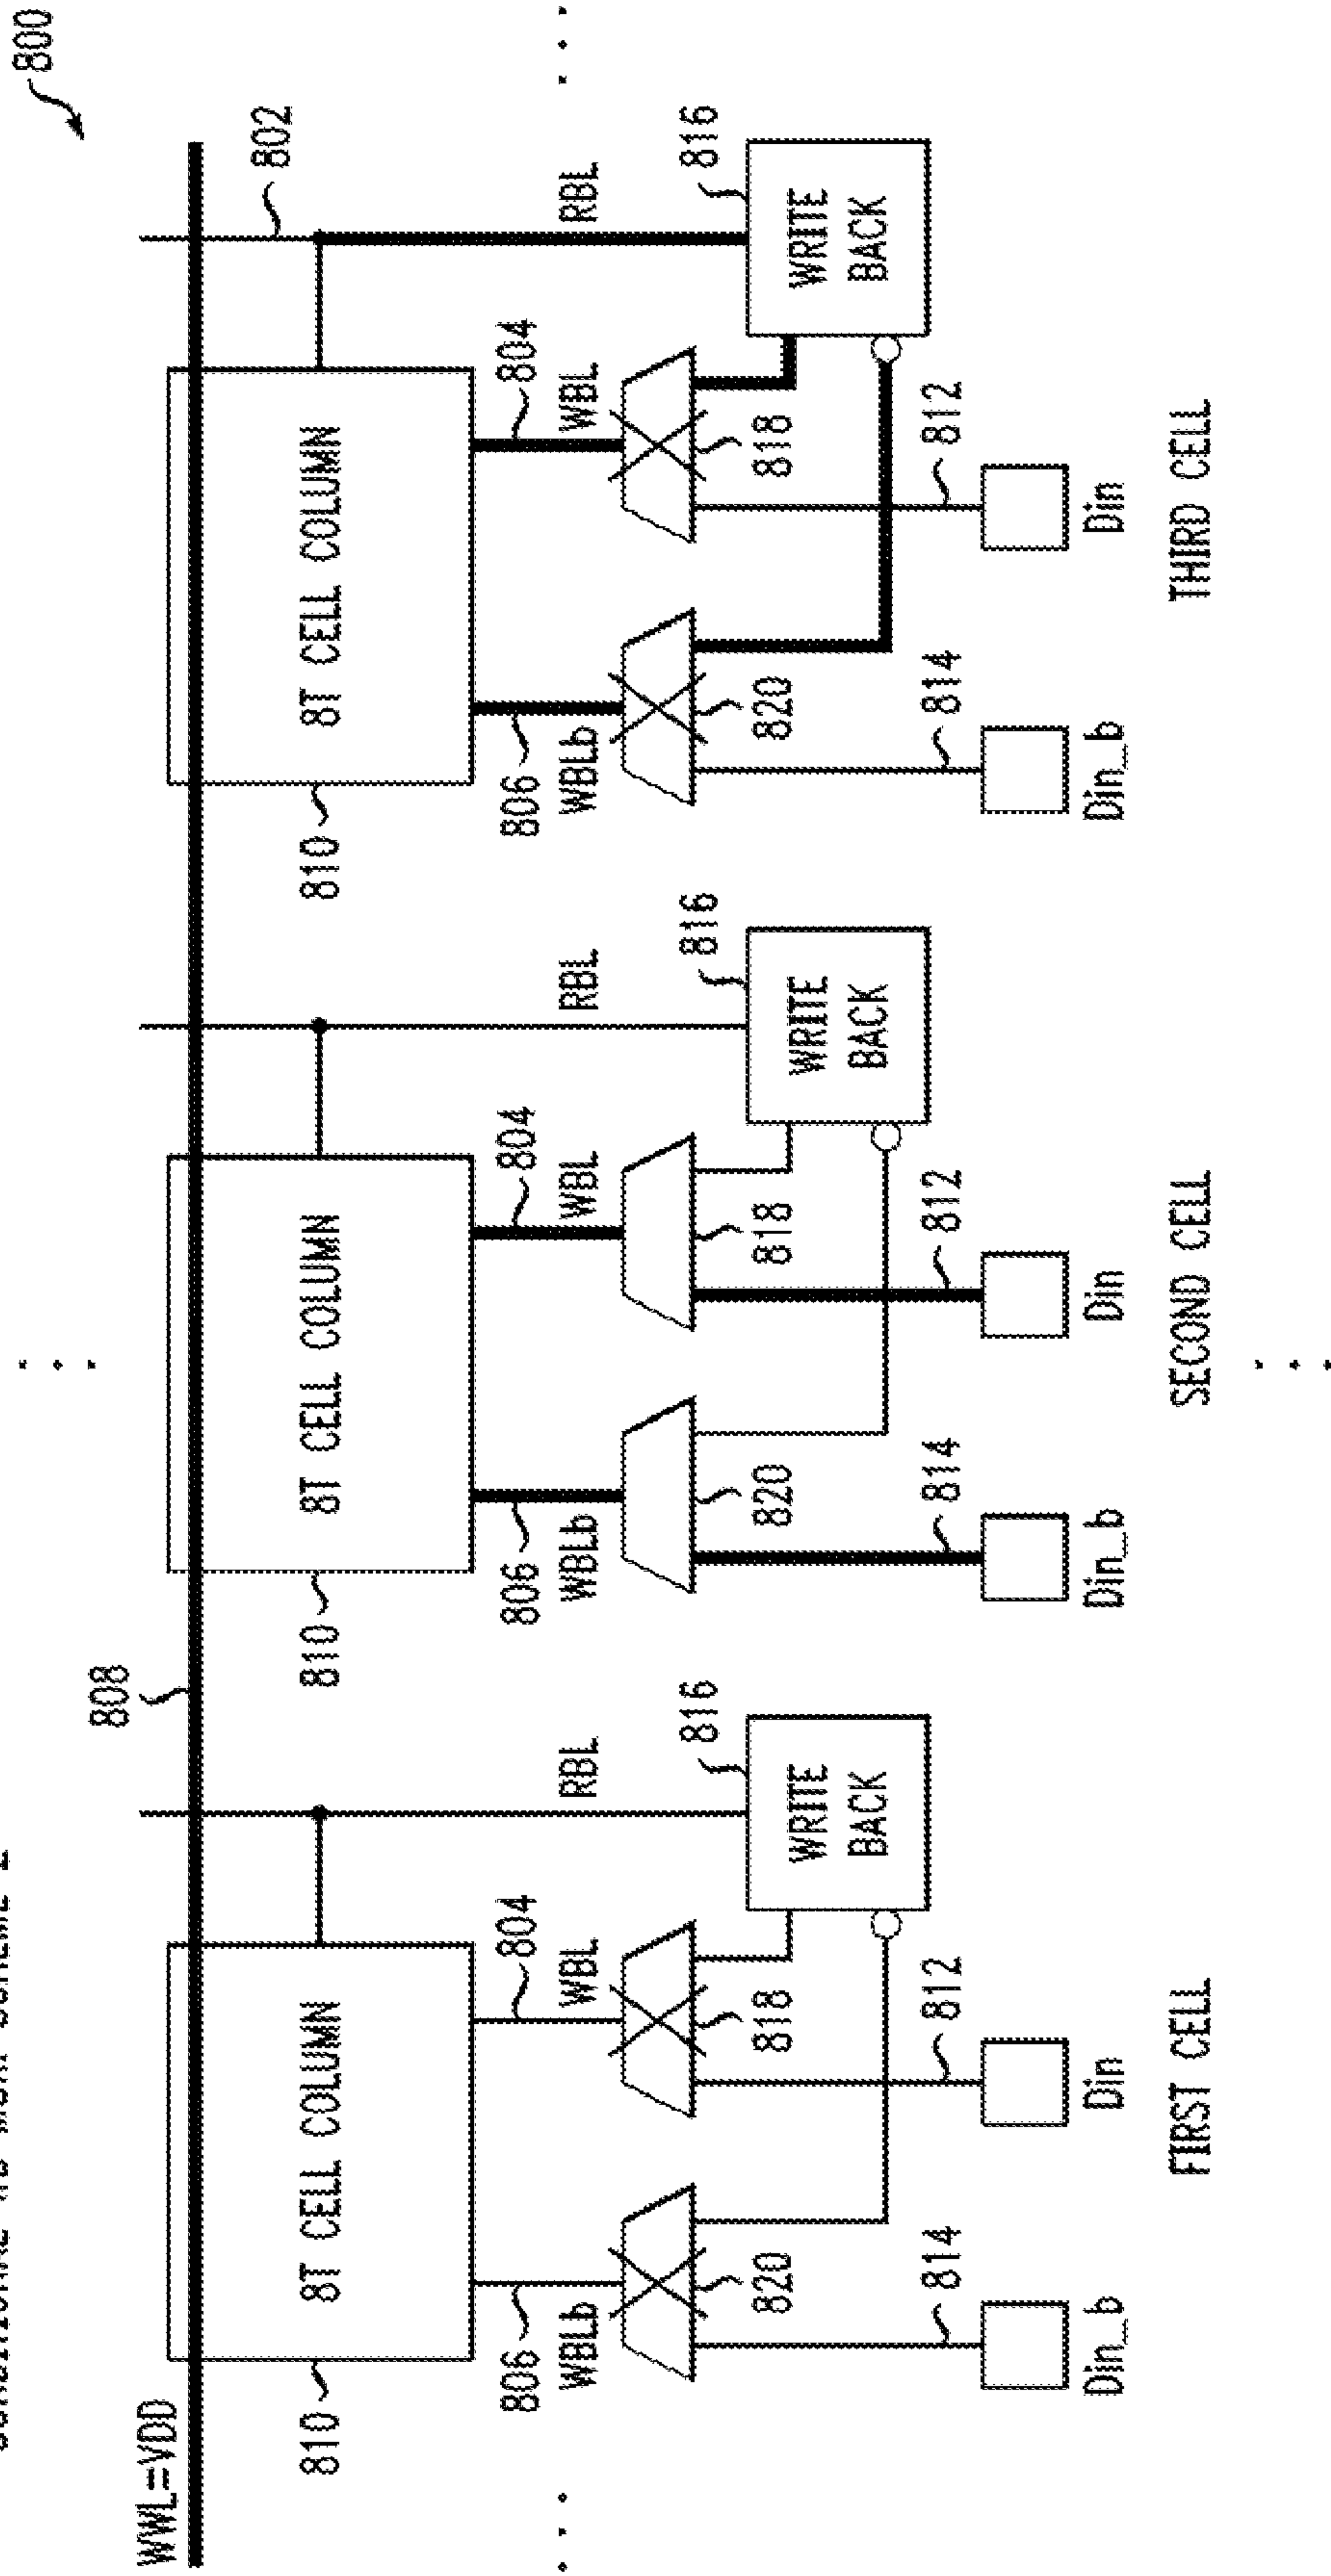 800
808
WWL=VDD
802
810 8T CELL COLUMN 810 8T CELL COLUMN 810 8T CELL COLUMN
806 804 806 804 806 804
WBLb WBL RBL WBLb WBL RBL WBLb WBL RBL
816 816 816
820 818 820 818 820 818
WRITE WRITE WRITE
BACK BACK BACK
814 812 814 812 814 812
Din_b Din Din_b Din Din_b Din
FIRST CELL SECOND CELL THIRD CELL